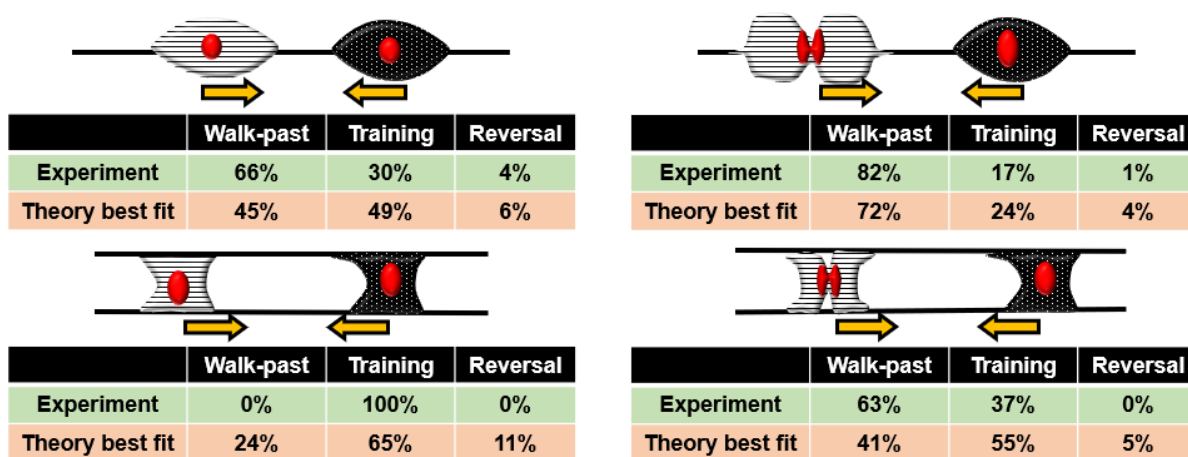 Walk-past Training Reversal
Experiment 66% 30% 4%
Theory best fit 45% 49% 6%
Walk-past Training Reversal
Experiment 82% 17% 1%
Theory best fit 72% 24% 4%
Walk-past Training Reversal
Experiment 0% 100% 0%
Theory best fit 24% 65% 11%
Walk-past Training Reversal
Experiment 63% 37% 0%
Theory best fit 41% 55% 5%